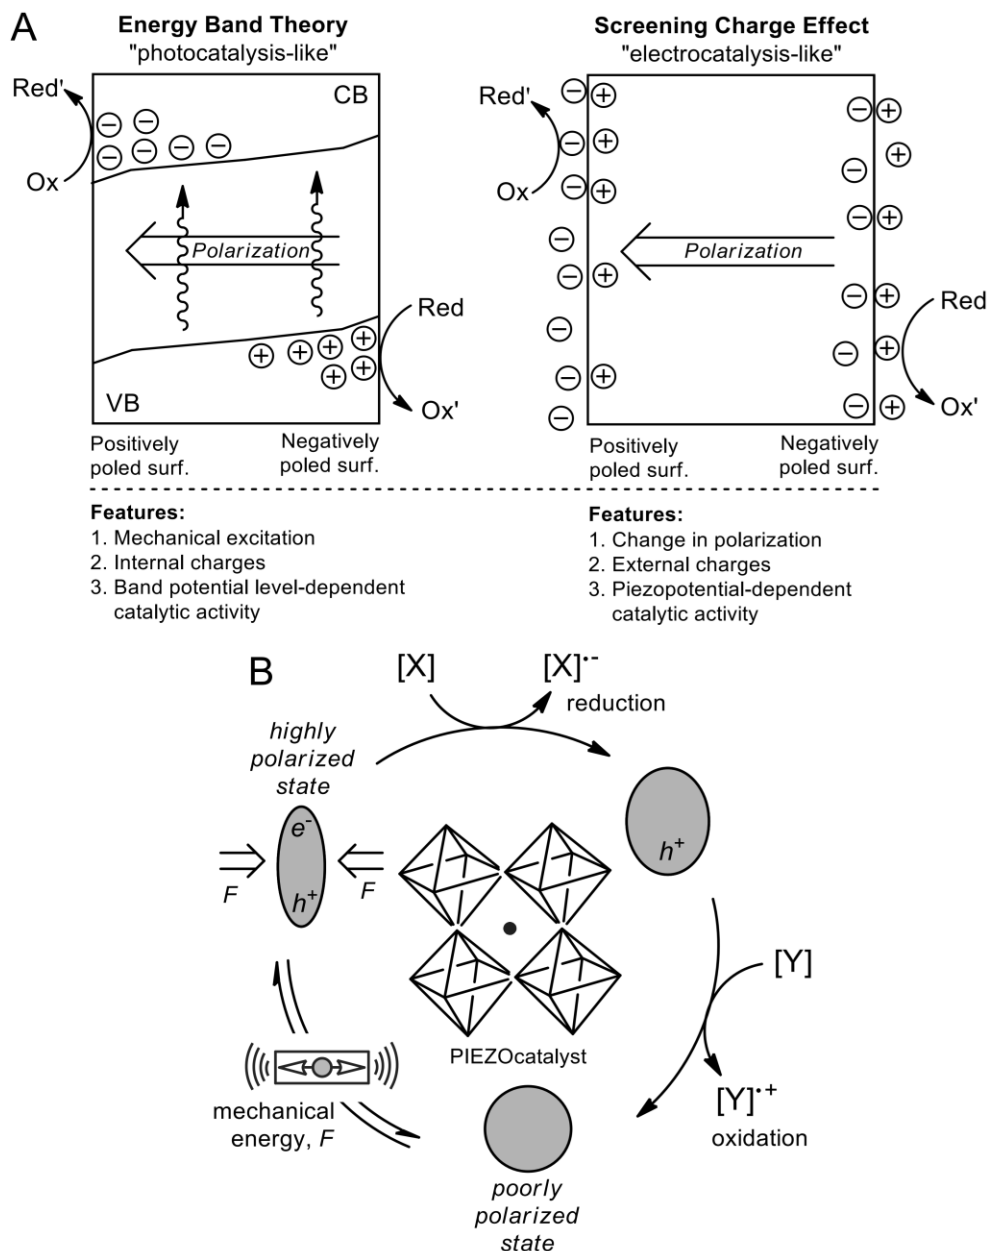 A
Energy Band Theory
"photocatalysis-like"
Red'
Ox
CB
Polarization
Red
Ox'
VB
Positively
poled surf.
Negatively
poled surf.
Features:
1. Mechanical excitation
2. Internal charges
3. Band potential level-dependent
catalytic activity
Screening Charge Effect
"electrocatalysis-like"
Red'
Ox
Polarization
Red
Ox'
Positively
poled surf.
Negatively
poled surf.
Features:
1. Change in polarization
2. External charges
3. Piezopotential-dependent
catalytic activity
B
[X]
[X]•-
reduction
highly
polarized
state
e-
h+
F
F
h+
[Y]
[Y]•+
oxidation
PIEZOcatalyst
mechanical
energy, F
poorly
polarized
state